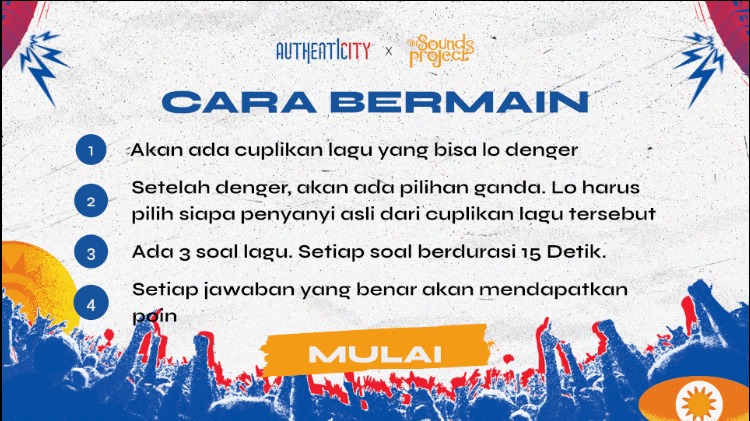 AUTHENTICITY x the Sounds project
CARA BERMAIN
1 Akan ada cuplikan lagu yang bisa lo denger
2 Setelah denger, akan ada pilihan ganda. Lo harus
pilih siapa penyanyi asli dari cuplikan lagu tersebut
3 Ada 3 soal lagu. Setiap soal berdurasi 15 Detik.
4 Setiap jawaban yang benar akan mendapatkan
poin
MULAI